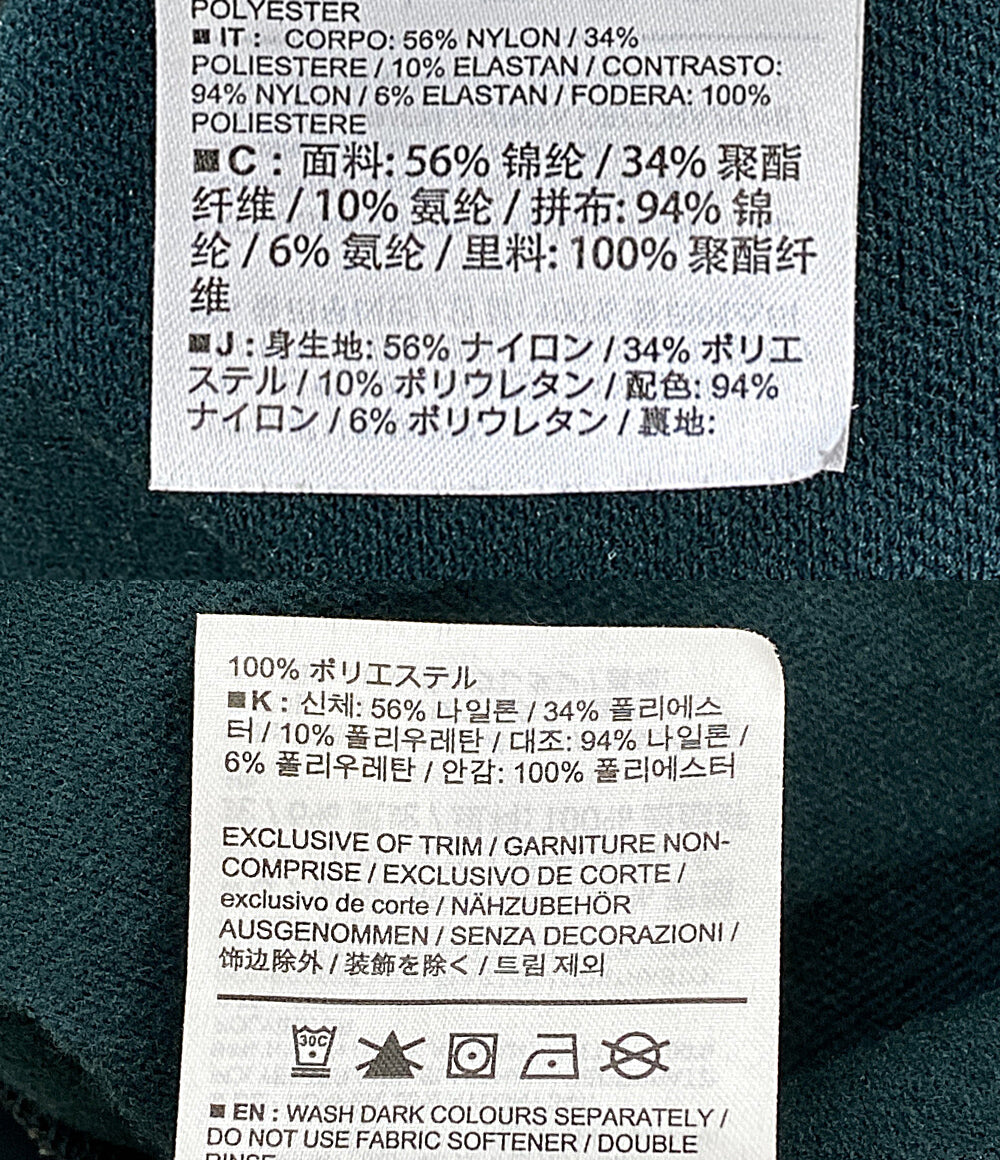 POLYESTER
IT : CORPO: 56% NYLON / 34%
POLIESTERE / 10% ELASTAN / CONTRASTO:
94% NYLON / 6% ELASTAN / FODERA: 100%
POLIESTERE
C : 面料: 56% 锦纶 / 34% 聚酯
纤维 / 10% 氨纶 / 拼布: 94% 锦
纶 / 6% 氨纶 / 里料: 100% 聚酯纤
维
J : 身生地: 56% ナイロン / 34% ポリエ
ステル / 10% ポリウレタン / 配色: 94%
ナイロン / 6% ポリウレタン / 裏地:
100% ポリエステル
K : 신체: 56% 나일론 / 34% 폴리에스
터 / 10% 폴리우레탄 / 대조: 94% 나일론 /
6% 폴리우레탄 / 안감: 100% 폴리에스터
EXCLUSIVE OF TRIM / GARNITURE NON-
COMPRISE / EXCLUSIVO DE CORTE /
exclusivo de corte / NÄHZUBEHÖR
AUSGENOMMEN / SENZA DECORAZIONI /
饰边除外 / 装飾を除く / 트림 제외
30C
EN : WASH DARK COLOURS SEPARATELY /
DO NOT USE FABRIC SOFTENER / DOUBLE
RINSE